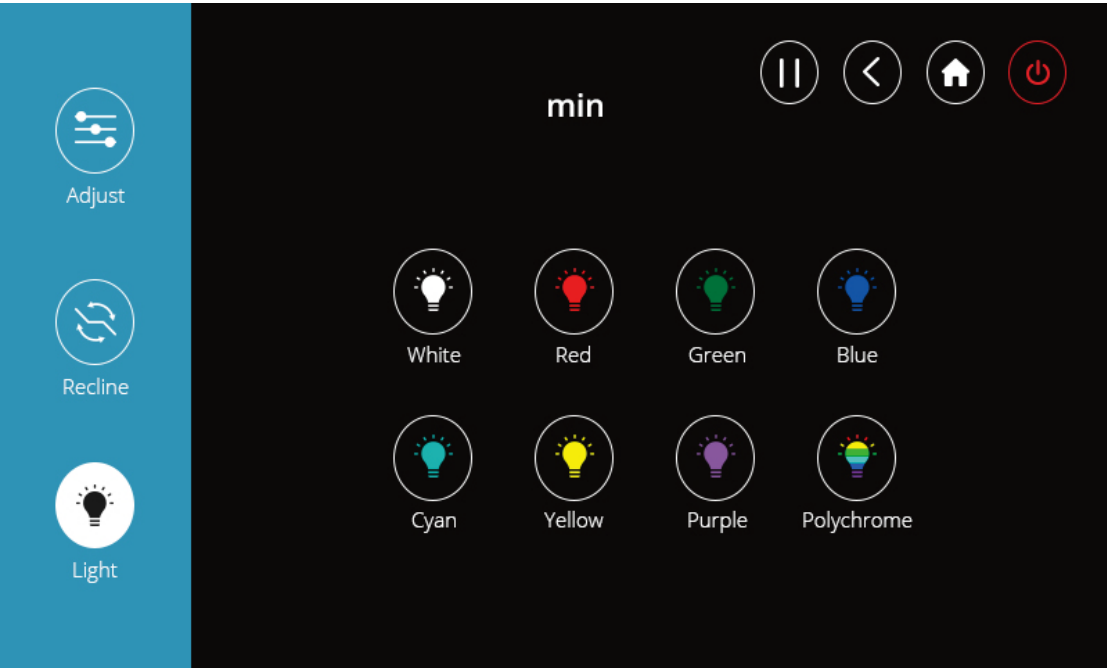 min
Adjust
Recline
Light
White Red Green Blue
Cyan Yellow Purple Polychrome